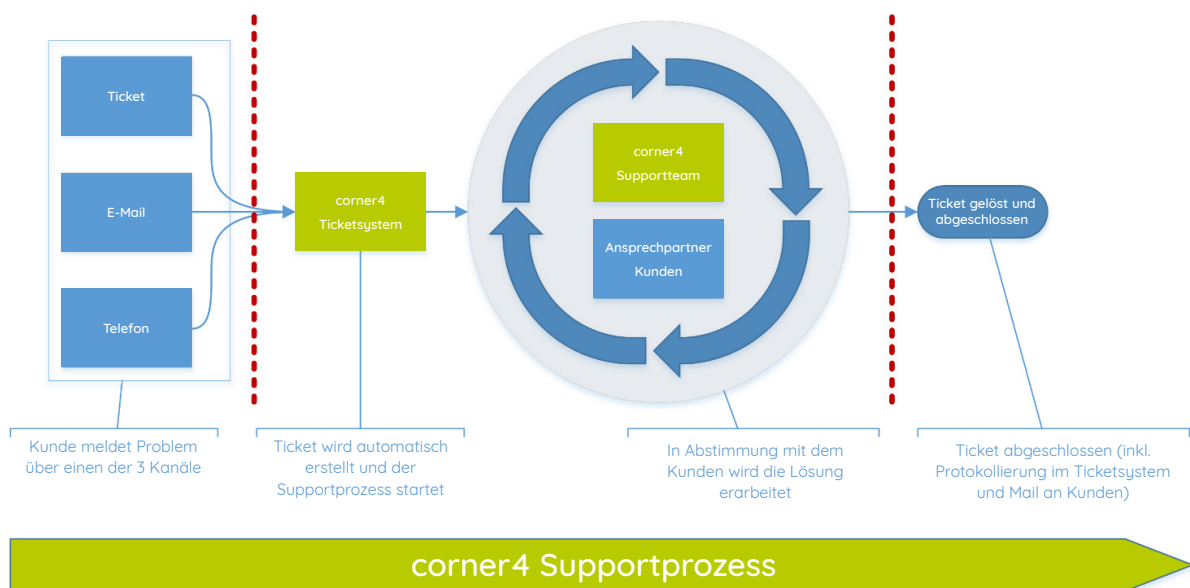 Ticket
E-Mail
Telefon
corner4
Ticketsystem
corner4
Supportteam
Ansprechpartner
Kunden
Ticket gelöst und
abgeschlossen
Kunde meldet Problem
über einen der 3 Kanäle
Ticket wird automatisch
erstellt und der
Supportprozess startet
In Abstimmung mit dem
Kunden wird die Lösung
erarbeitet
Ticket abgeschlossen (inkl.
Protokollierung im Ticketsystem
und Mail an Kunden)
corner4 Supportprozess